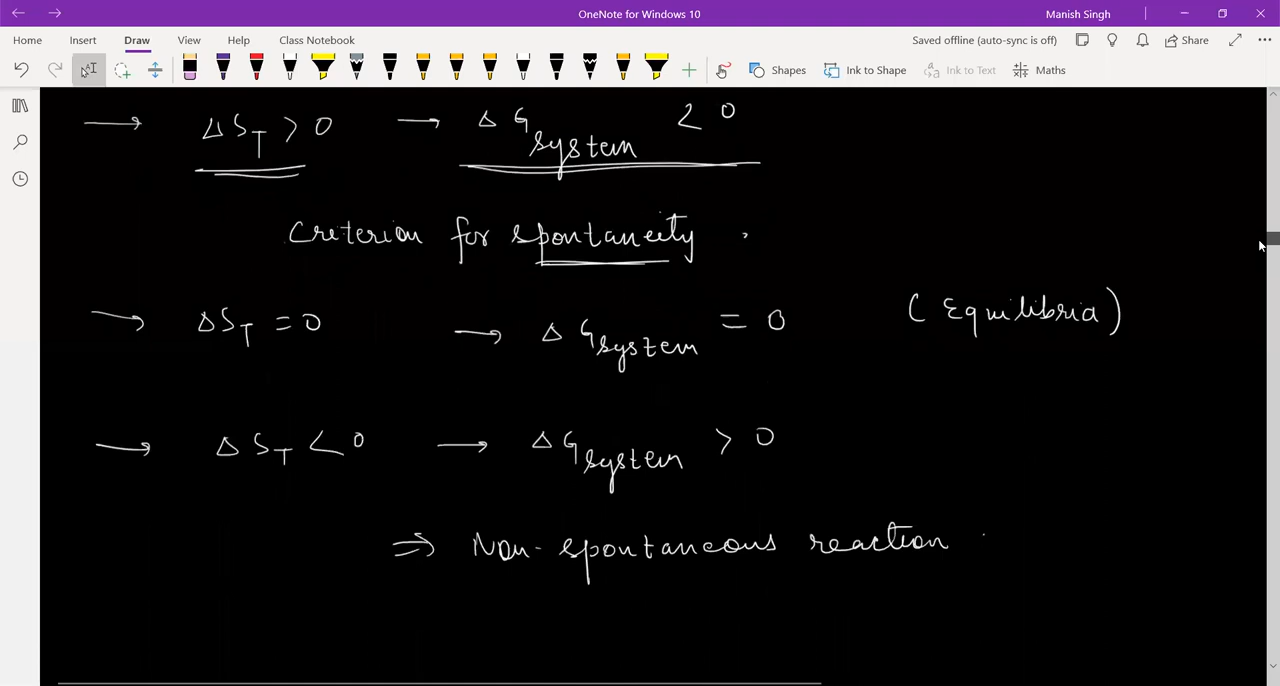 OneNote for Windows 10
Manish Singh
Home Insert Draw View Help Class Notebook
Saved offline (auto-sync is off) Share
Shapes Ink to Shape Ink to Text Maths
→ ΔS_T > 0 → ΔG_system < 0
Criterion for spontaneity .
→ ΔS_T = 0 → ΔG_system = 0 (Equilibria)
→ ΔS_T < 0 → ΔG_system > 0
⇒ Non-spontaneous reaction .